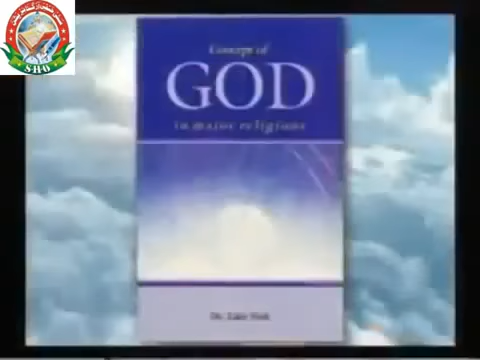 S·H·O
Concept of
GOD
in major religions
Dr. Zakir Naik